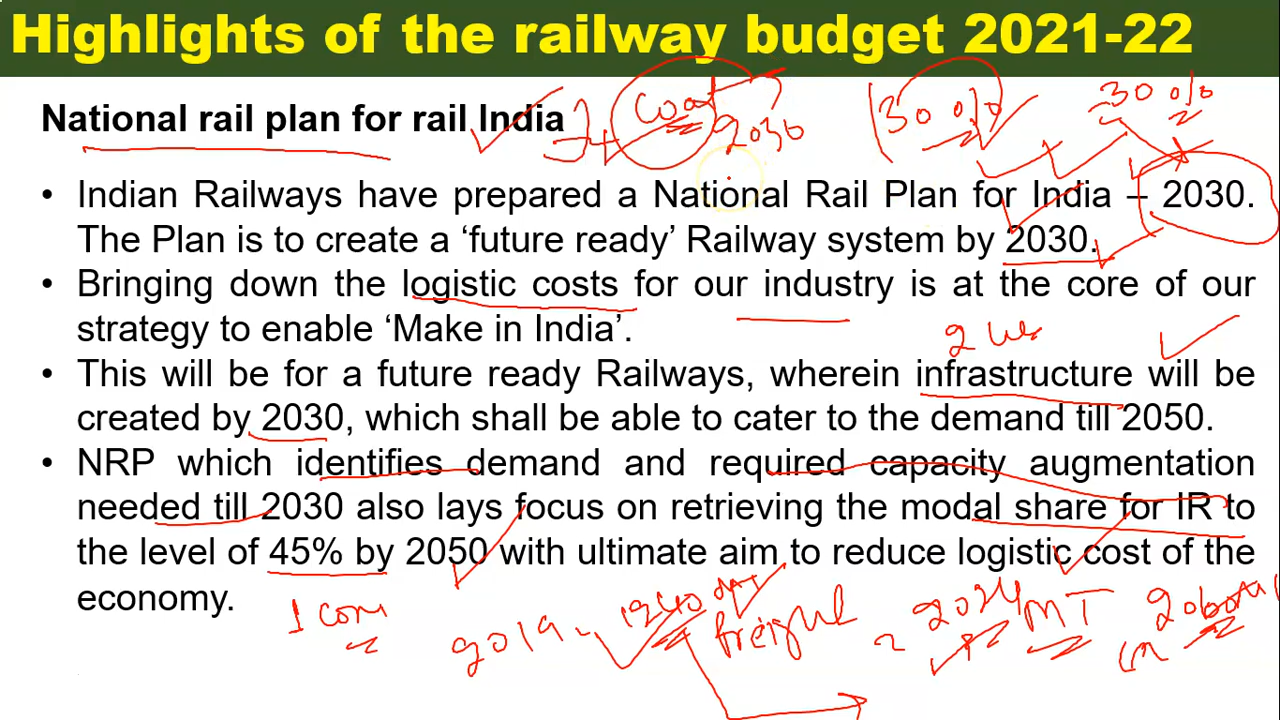 Highlights of the railway budget 2021-22
National rail plan for rail India
2030
30 %
30 %
• Indian Railways have prepared a National Rail Plan for India – 2030.
The Plan is to create a ‘future ready’ Railway system by 2030.
• Bringing down the logistic costs for our industry is at the core of our
strategy to enable ‘Make in India’.
• This will be for a future ready Railways, wherein infrastructure will be
created by 2030, which shall be able to cater to the demand till 2050.
• NRP which identifies demand and required capacity augmentation
needed till 2030 also lays focus on retrieving the modal share for IR to
the level of 45% by 2050 with ultimate aim to reduce logistic cost of the
economy.
2019
freight
2024
MT